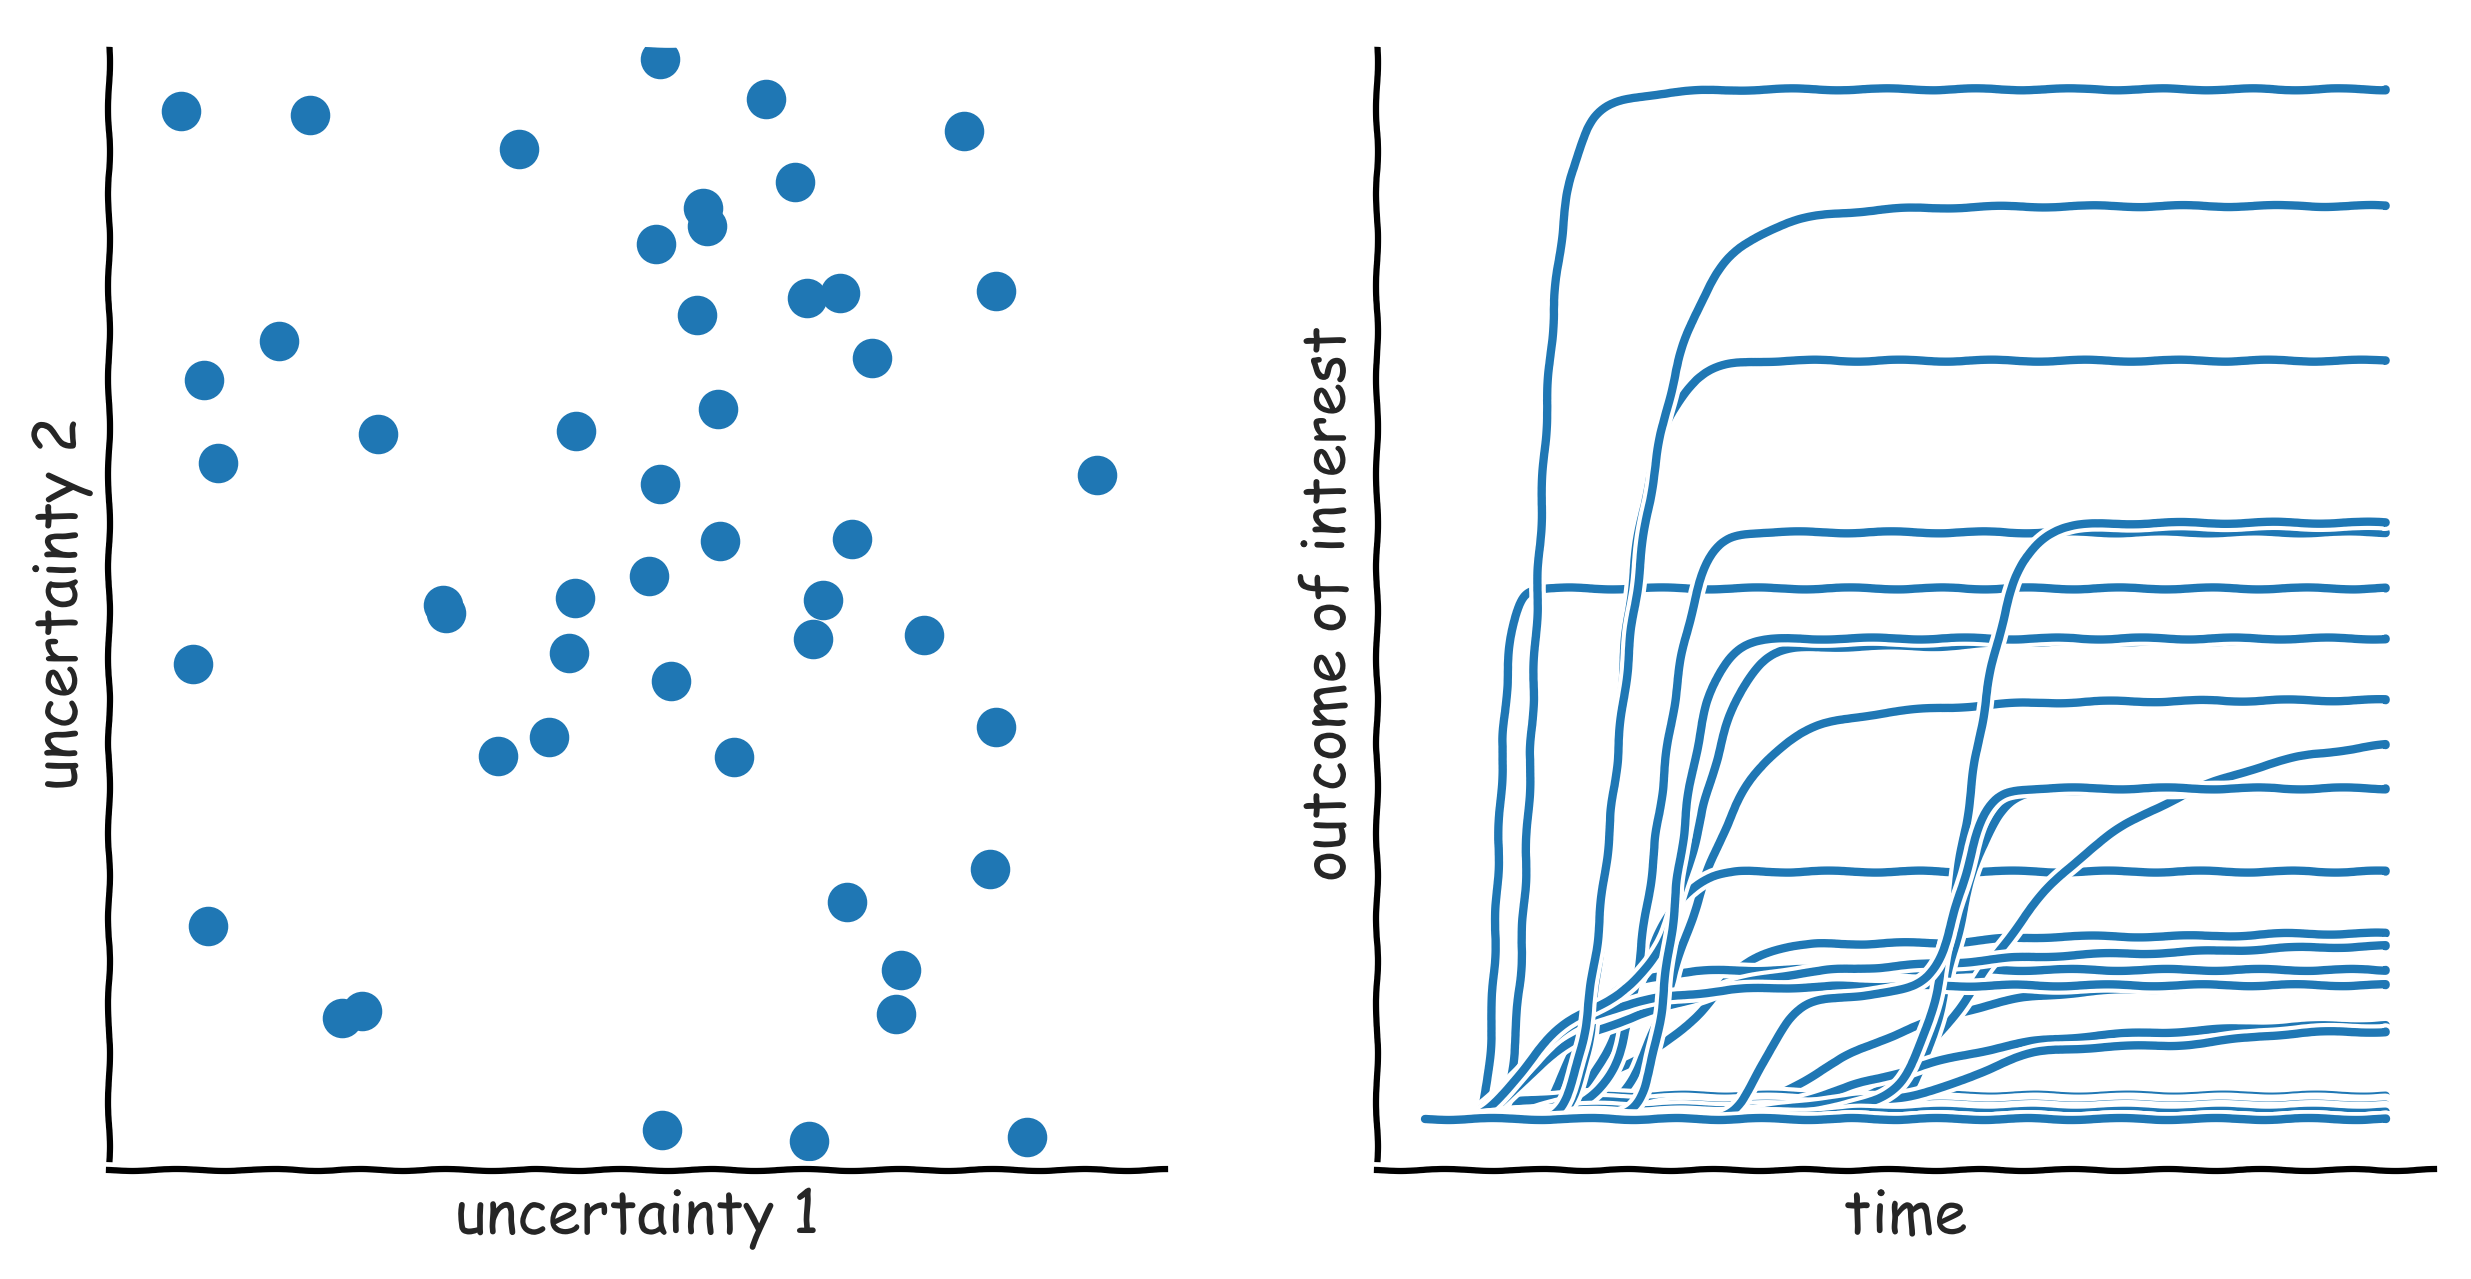 uncertainty 2
uncertainty 1
outcome of interest
time